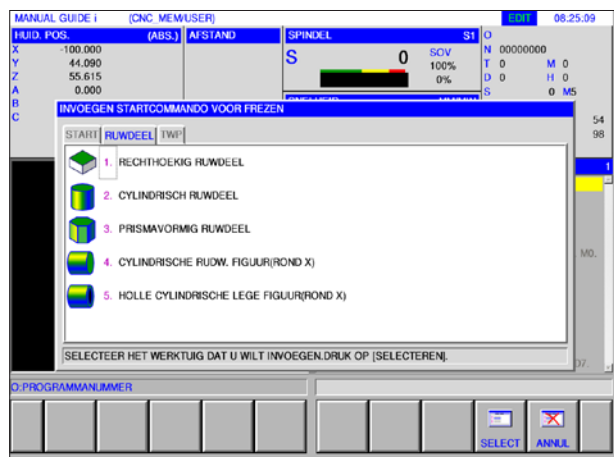 MANUAL GUIDE i (CNC_MEM/USER) EDIT 08.25.09
HUID. POS. (ABS.) AFSTAND SPINDEL S1 O
X -100.000 S 0 SOV N 00000000
Y 44.090 100% T 0 M 0
Z 55.615 0% D 0 H 0
A 0.000 S 0 M5
B
C
INVOEGEN STARTCOMMANDO VOOR FREZEN
54
START RUWDEEL TWP 98
1. RECHTHOEKIG RUWDEEL 1
2. CYLINDRISCH RUWDEEL
3. PRISMAVORMIG RUWDEEL
M0.
4. CYLINDRISCHE RUDW. FIGUUR(ROND X)
5. HOLLE CYLINDRISCHE LEGE FIGUUR(ROND X)
SELECTEER HET WERKTUIG DAT U WILT INVOEGEN.DRUK OP [SELECTEREN].
O:PROGRAMMANUMMER
SELECT ANNUL.